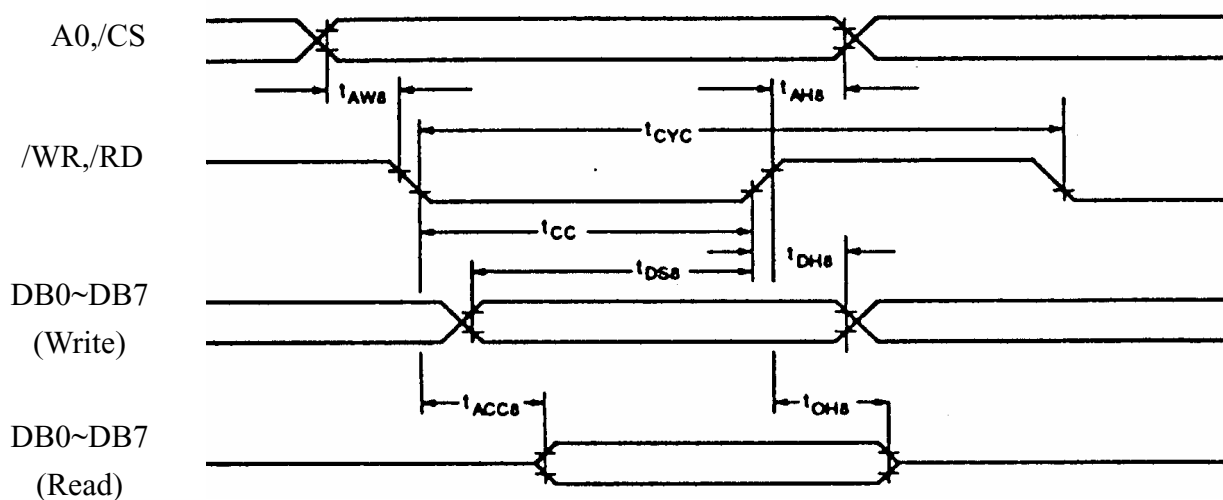 A0,/CS
tAW8
tAH8
tCYC
/WR,/RD
tCC
tDH8
tDS8
DB0~DB7
(Write)
tACC8
tOH8
DB0~DB7
(Read)